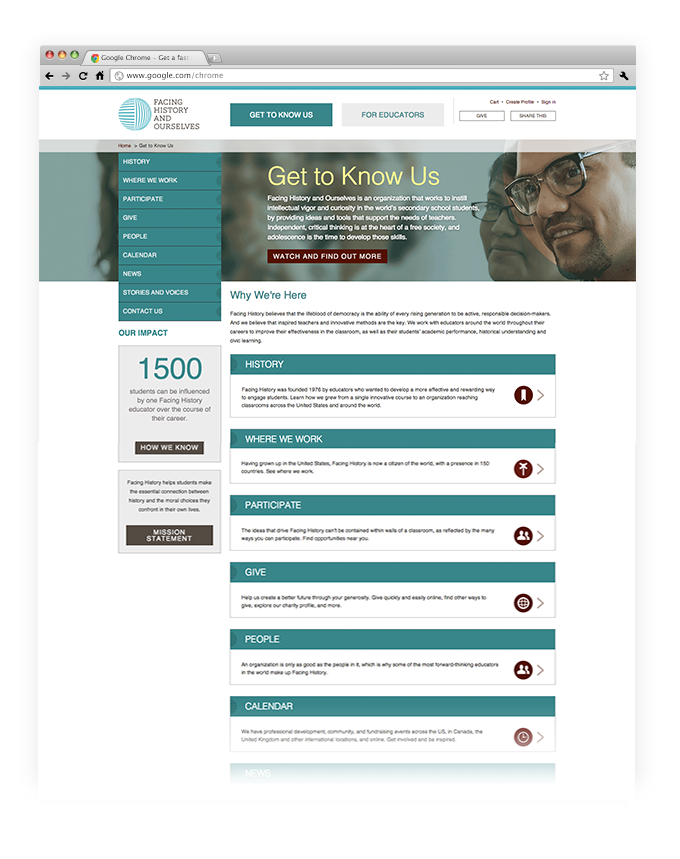 Google Chrome - Get a fast
www.google.com/chrome
FACING
HISTORY
AND
OURSELVES
GET TO KNOW US
FOR EDUCATORS
Cart • Create Profile • Sign in
GIVE
SHARE THIS
Home > Get to Know Us
HISTORY
WHERE WE WORK
PARTICIPATE
GIVE
PEOPLE
CALENDAR
NEWS
STORIES AND VOICES
CONTACT US
Get to Know Us
Facing History and Ourselves is an organization that works to instill
intellectual vigor and curiosity in the world's secondary school students,
by providing ideas and tools that support the needs of teachers.
Independent, critical thinking is at the heart of a free society, and
adolescence is the time to develop those skills.
WATCH AND FIND OUT MORE
OUR IMPACT
1500
students can be influenced
by one Facing History
educator over the course of
their career.
HOW WE KNOW
Facing History helps students make
the essential connection between
history and the moral choices they
confront in their own lives.
MISSION
STATEMENT
Why We're Here
Facing History believes that the lifeblood of democracy is the ability of every rising generation to be active, responsible decision-makers.
And we believe that inspired teachers and innovative methods are the key. We work with educators around the world throughout their
careers to improve their effectiveness in the classroom, as well as their students' academic performance, historical understanding and
civic learning.
HISTORY
Facing History was founded 1976 by educators who wanted to develop a more effective and rewarding way
to engage students. Learn how we grew from a single innovative course to an organization reaching
classrooms across the United States and around the world.
WHERE WE WORK
Having grown up in the United States, Facing History is now a citizen of the world, with a presence in 150
countries. See where we work.
PARTICIPATE
The ideas that drive Facing History can't be contained within walls of a classroom, as reflected by the many
ways you can participate. Find opportunities near you.
GIVE
Help us create a better future through your generosity. Give quickly and easily online, find other ways to
give, explore our charity profile, and more.
PEOPLE
An organization is only as good as the people in it, which is why some of the most forward-thinking educators
in the world make up Facing History.
CALENDAR
We have professional development, community, and fundraising events across the US, in Canada, the
United Kingdom and other international locations, and online. Get involved and be inspired.
NEWS